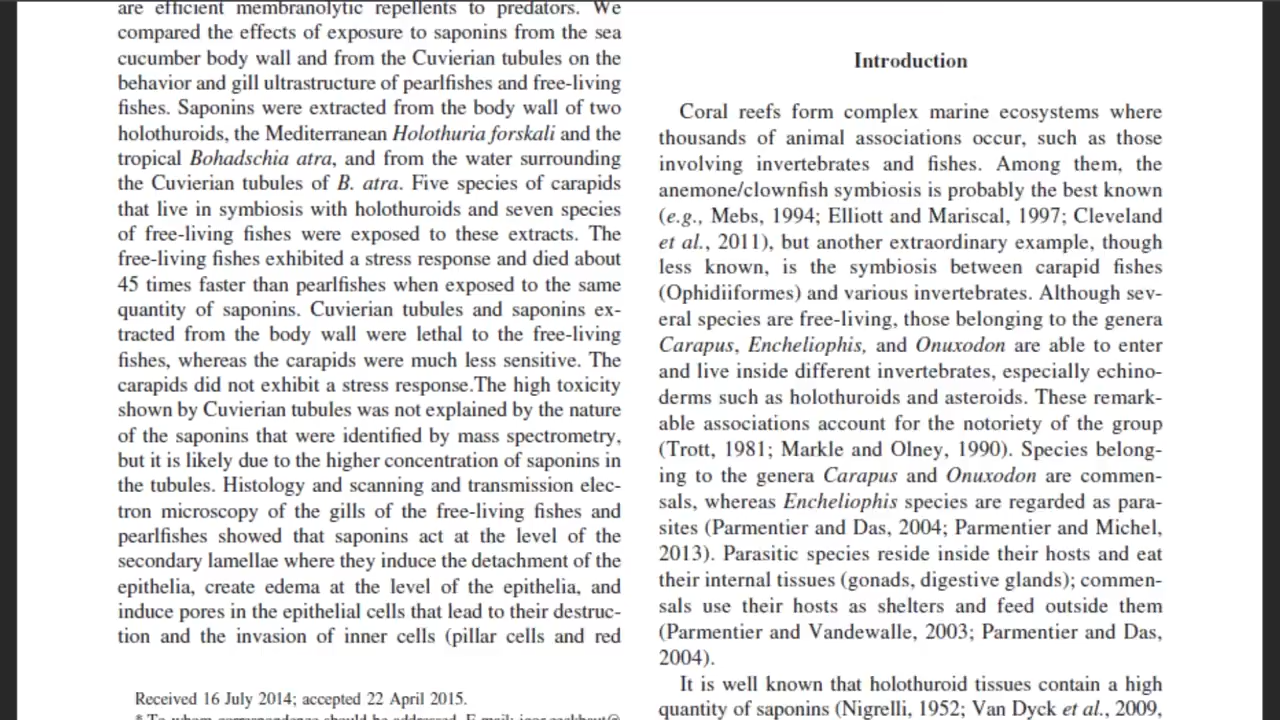 are efficient membranolytic repellents to predators. We
compared the effects of exposure to saponins from the sea
cucumber body wall and from the Cuvierian tubules on the
behavior and gill ultrastructure of pearlfishes and free-living
fishes. Saponins were extracted from the body wall of two
holothuroids, the Mediterranean Holothuria forskali and the
tropical Bohadschia atra, and from the water surrounding
the Cuvierian tubules of B. atra. Five species of carapids
that live in symbiosis with holothuroids and seven species
of free-living fishes were exposed to these extracts. The
free-living fishes exhibited a stress response and died about
45 times faster than pearlfishes when exposed to the same
quantity of saponins. Cuvierian tubules and saponins ex-
tracted from the body wall were lethal to the free-living
fishes, whereas the carapids were much less sensitive. The
carapids did not exhibit a stress response.The high toxicity
shown by Cuvierian tubules was not explained by the nature
of the saponins that were identified by mass spectrometry,
but it is likely due to the higher concentration of saponins in
the tubules. Histology and scanning and transmission elec-
tron microscopy of the gills of the free-living fishes and
pearlfishes showed that saponins act at the level of the
secondary lamellae where they induce the detachment of the
epithelia, create edema at the level of the epithelia, and
induce pores in the epithelial cells that lead to their destruc-
tion and the invasion of inner cells (pillar cells and red
Received 16 July 2014; accepted 22 April 2015.
* To whom correspondence should be addressed. E-mail:
Introduction
Coral reefs form complex marine ecosystems where
thousands of animal associations occur, such as those
involving invertebrates and fishes. Among them, the
anemone/clownfish symbiosis is probably the best known
(e.g., Mebs, 1994; Elliott and Mariscal, 1997; Cleveland
et al., 2011), but another extraordinary example, though
less known, is the symbiosis between carapid fishes
(Ophidiiformes) and various invertebrates. Although sev-
eral species are free-living, those belonging to the genera
Carapus, Encheliophis, and Onuxodon are able to enter
and live inside different invertebrates, especially echino-
derms such as holothuroids and asteroids. These remark-
able associations account for the notoriety of the group
(Trott, 1981; Markle and Olney, 1990). Species belong-
ing to the genera Carapus and Onuxodon are commen-
sals, whereas Encheliophis species are regarded as para-
sites (Parmentier and Das, 2004; Parmentier and Michel,
2013). Parasitic species reside inside their hosts and eat
their internal tissues (gonads, digestive glands); commen-
sals use their hosts as shelters and feed outside them
(Parmentier and Vandewalle, 2003; Parmentier and Das,
2004).
It is well known that holothuroid tissues contain a high
quantity of saponins (Nigrelli, 1952; Van Dyck et al., 2009,